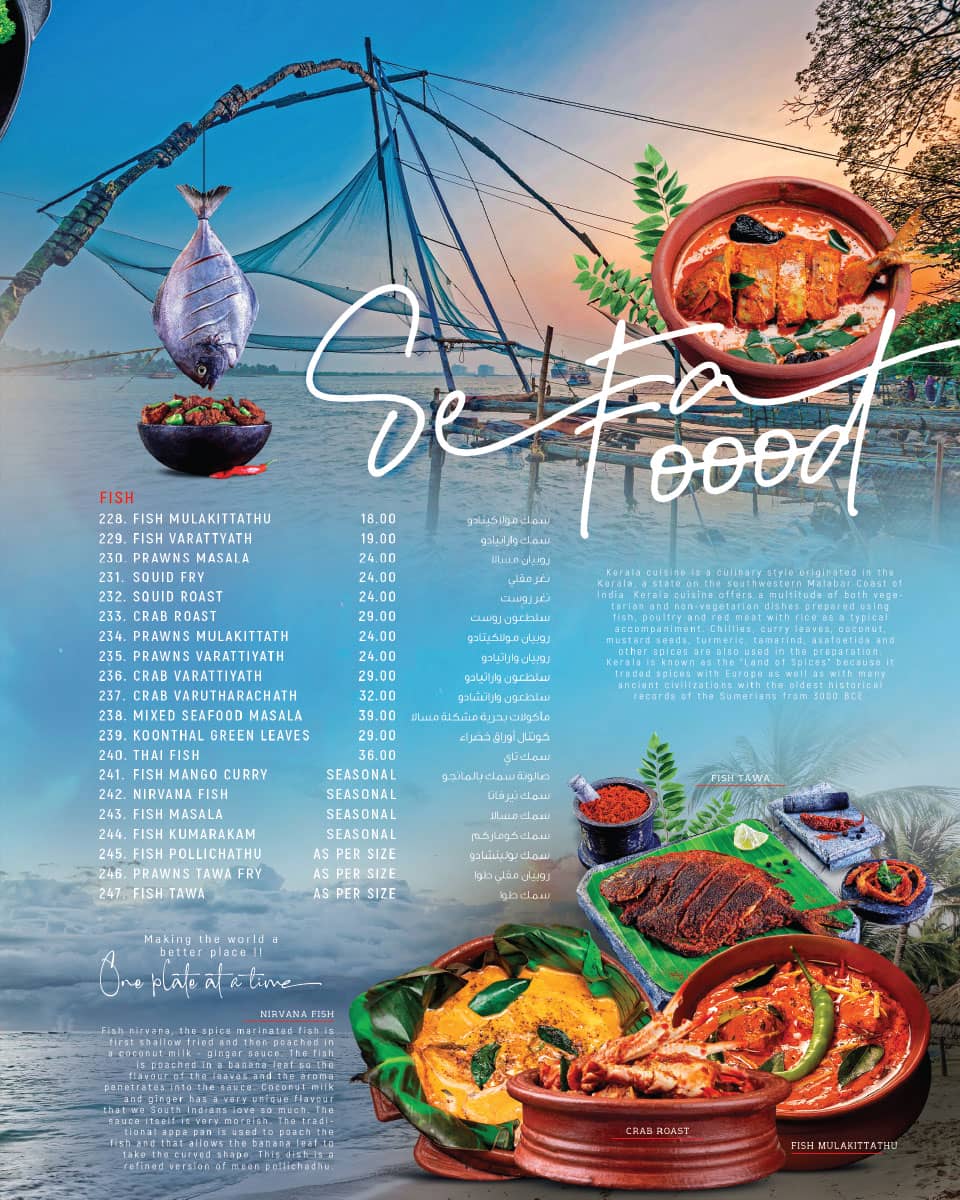 Sea
Foood
FISH
228. FISH MULAKITTATHU 18.00 سمك مولاكيتادو
229. FISH VARATTYATH 19.00 سمك واراتيادو
230. PRAWNS MASALA 24.00 روبيان مسالا
231. SQUID FRY 24.00 نغر مقلي
232. SQUID ROAST 24.00 نغر روست
233. CRAB ROAST 29.00 سلطعون روست
234. PRAWNS MULAKITTATH 24.00 روبيان مولاكيتادو
235. PRAWNS VARATTIYATH 24.00 روبيان واراتيادو
236. CRAB VARATTIYATH 29.00 سلطعون واراتيادو
237. CRAB VARUTHARACHATH 32.00 سلطعون واراتشادو
238. MIXED SEAFOOD MASALA 39.00 مأكولات بحرية مشكلة مسالا
239. KOONTHAL GREEN LEAVES 29.00 كونتال أوراق خضراء
240. THAI FISH 36.00 سمك تاي
241. FISH MANGO CURRY SEASONAL صالونة سمك بالمانجو
242. NIRVANA FISH SEASONAL سمك نيرفانا
243. FISH MASALA SEASONAL سمك مسالا
244. FISH KUMARAKAM SEASONAL سمك كوماركم
245. FISH POLLICHATHU AS PER SIZE سمك بوليتشادو
246. PRAWNS TAWA FRY AS PER SIZE روبيان مقلي طوا
247. FISH TAWA AS PER SIZE سمك طوا
Kerala cuisine is a culinary style originated in the
Kerala, a state on the southwestern Malabar Coast of
India. Kerala cuisine offers a multitude of both vege-
tarian and non-vegetarian dishes prepared using
fish, poultry and red meat with rice as a typical
accompaniment. Chillies, curry leaves, coconut,
mustard seeds, turmeric, tamarind, asafoetida and
other spices are also used in the preparation.
Kerala is known as the "Land of Spices" because it
traded spices with Europe as well as with many
ancient civilizations with the oldest historical
records of the Sumerians from 3000 BCE
FISH TAWA
Making the world a
better place !!
One plate at a time
NIRVANA FISH
Fish nirvana, the spice marinated fish is
first shallow fried and then poached in
a coconut milk - ginger sauce. The fish
is poached in a banana leaf so the
flavour of the leaves and the aroma
penetrates into the sauce. Coconut milk
and ginger has a very unique flavour
that we South Indians love so much. The
sauce itself is very moreish. The tradi-
tional appa pan is used to poach the
fish and that allows the banana leaf to
take the curved shape. This dish is a
refined version of meen pollichadhu.
CRAB ROAST
FISH MULAKITTATHU